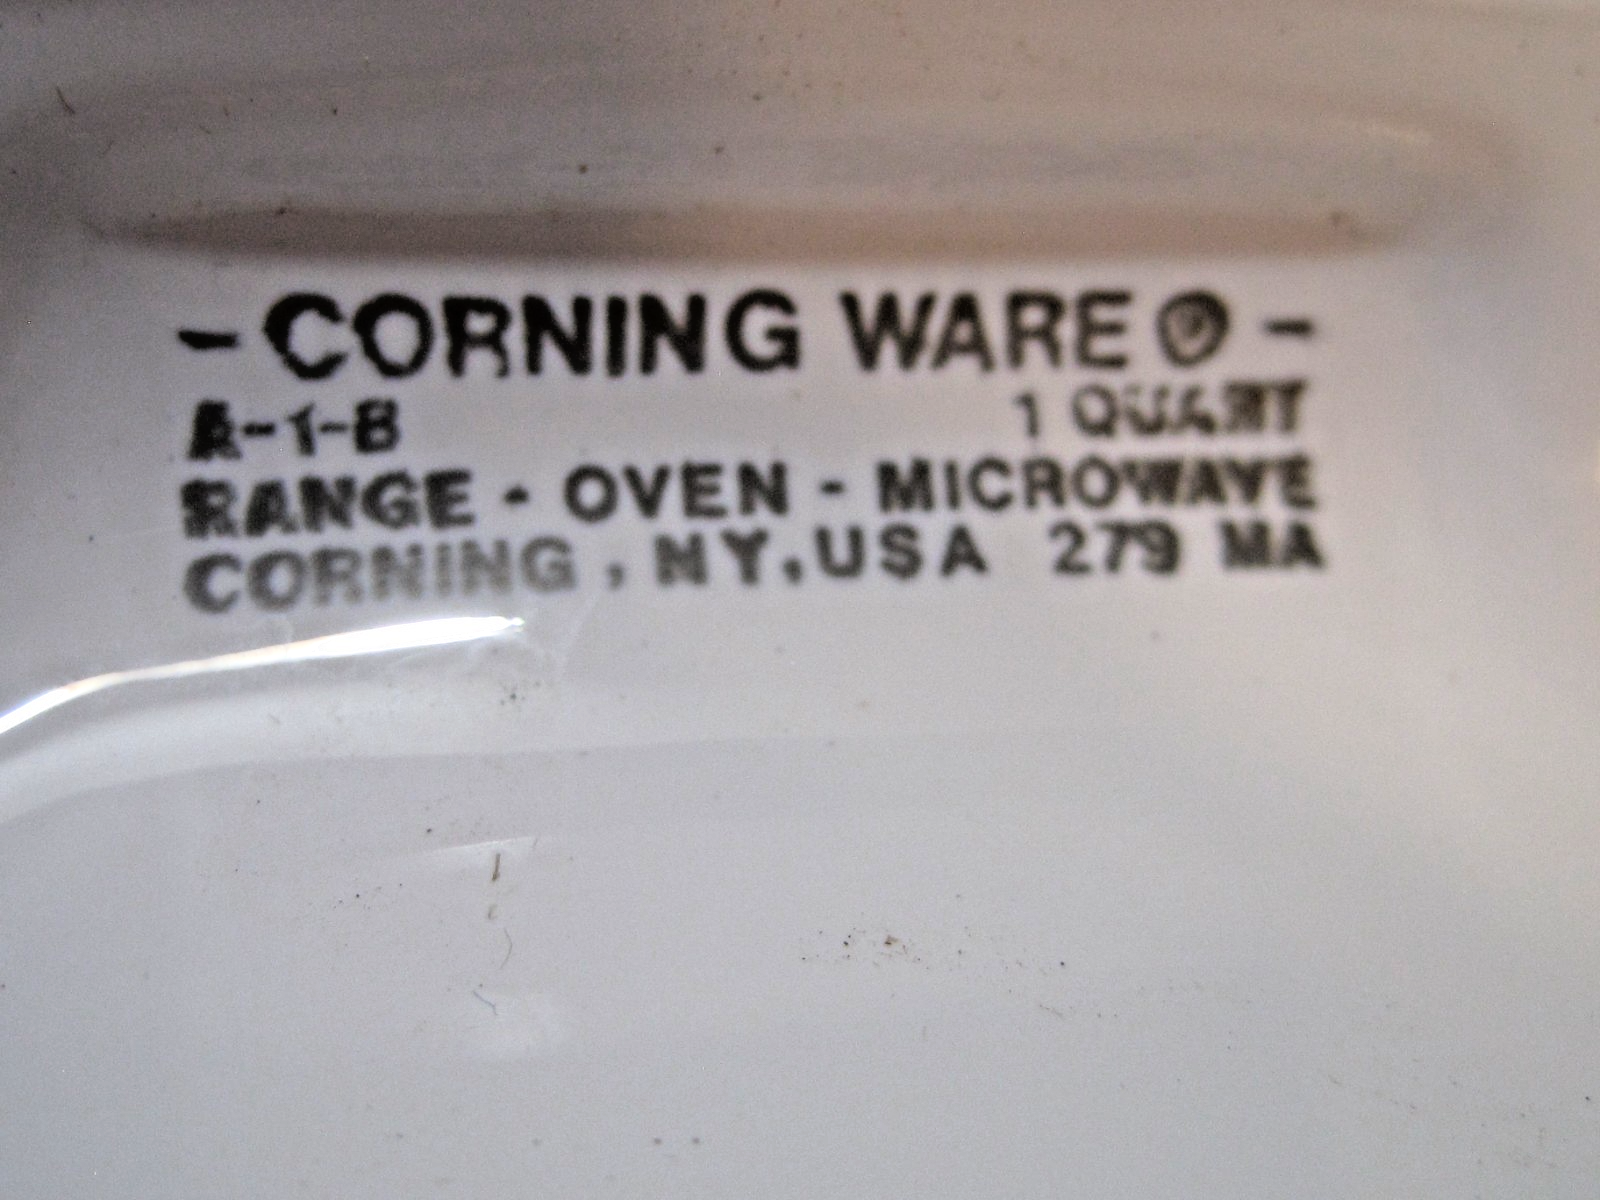 - CORNING WARE ® -
A-1-B 1 QUART
RANGE - OVEN - MICROWAVE
CORNING, NY, USA 279 MA